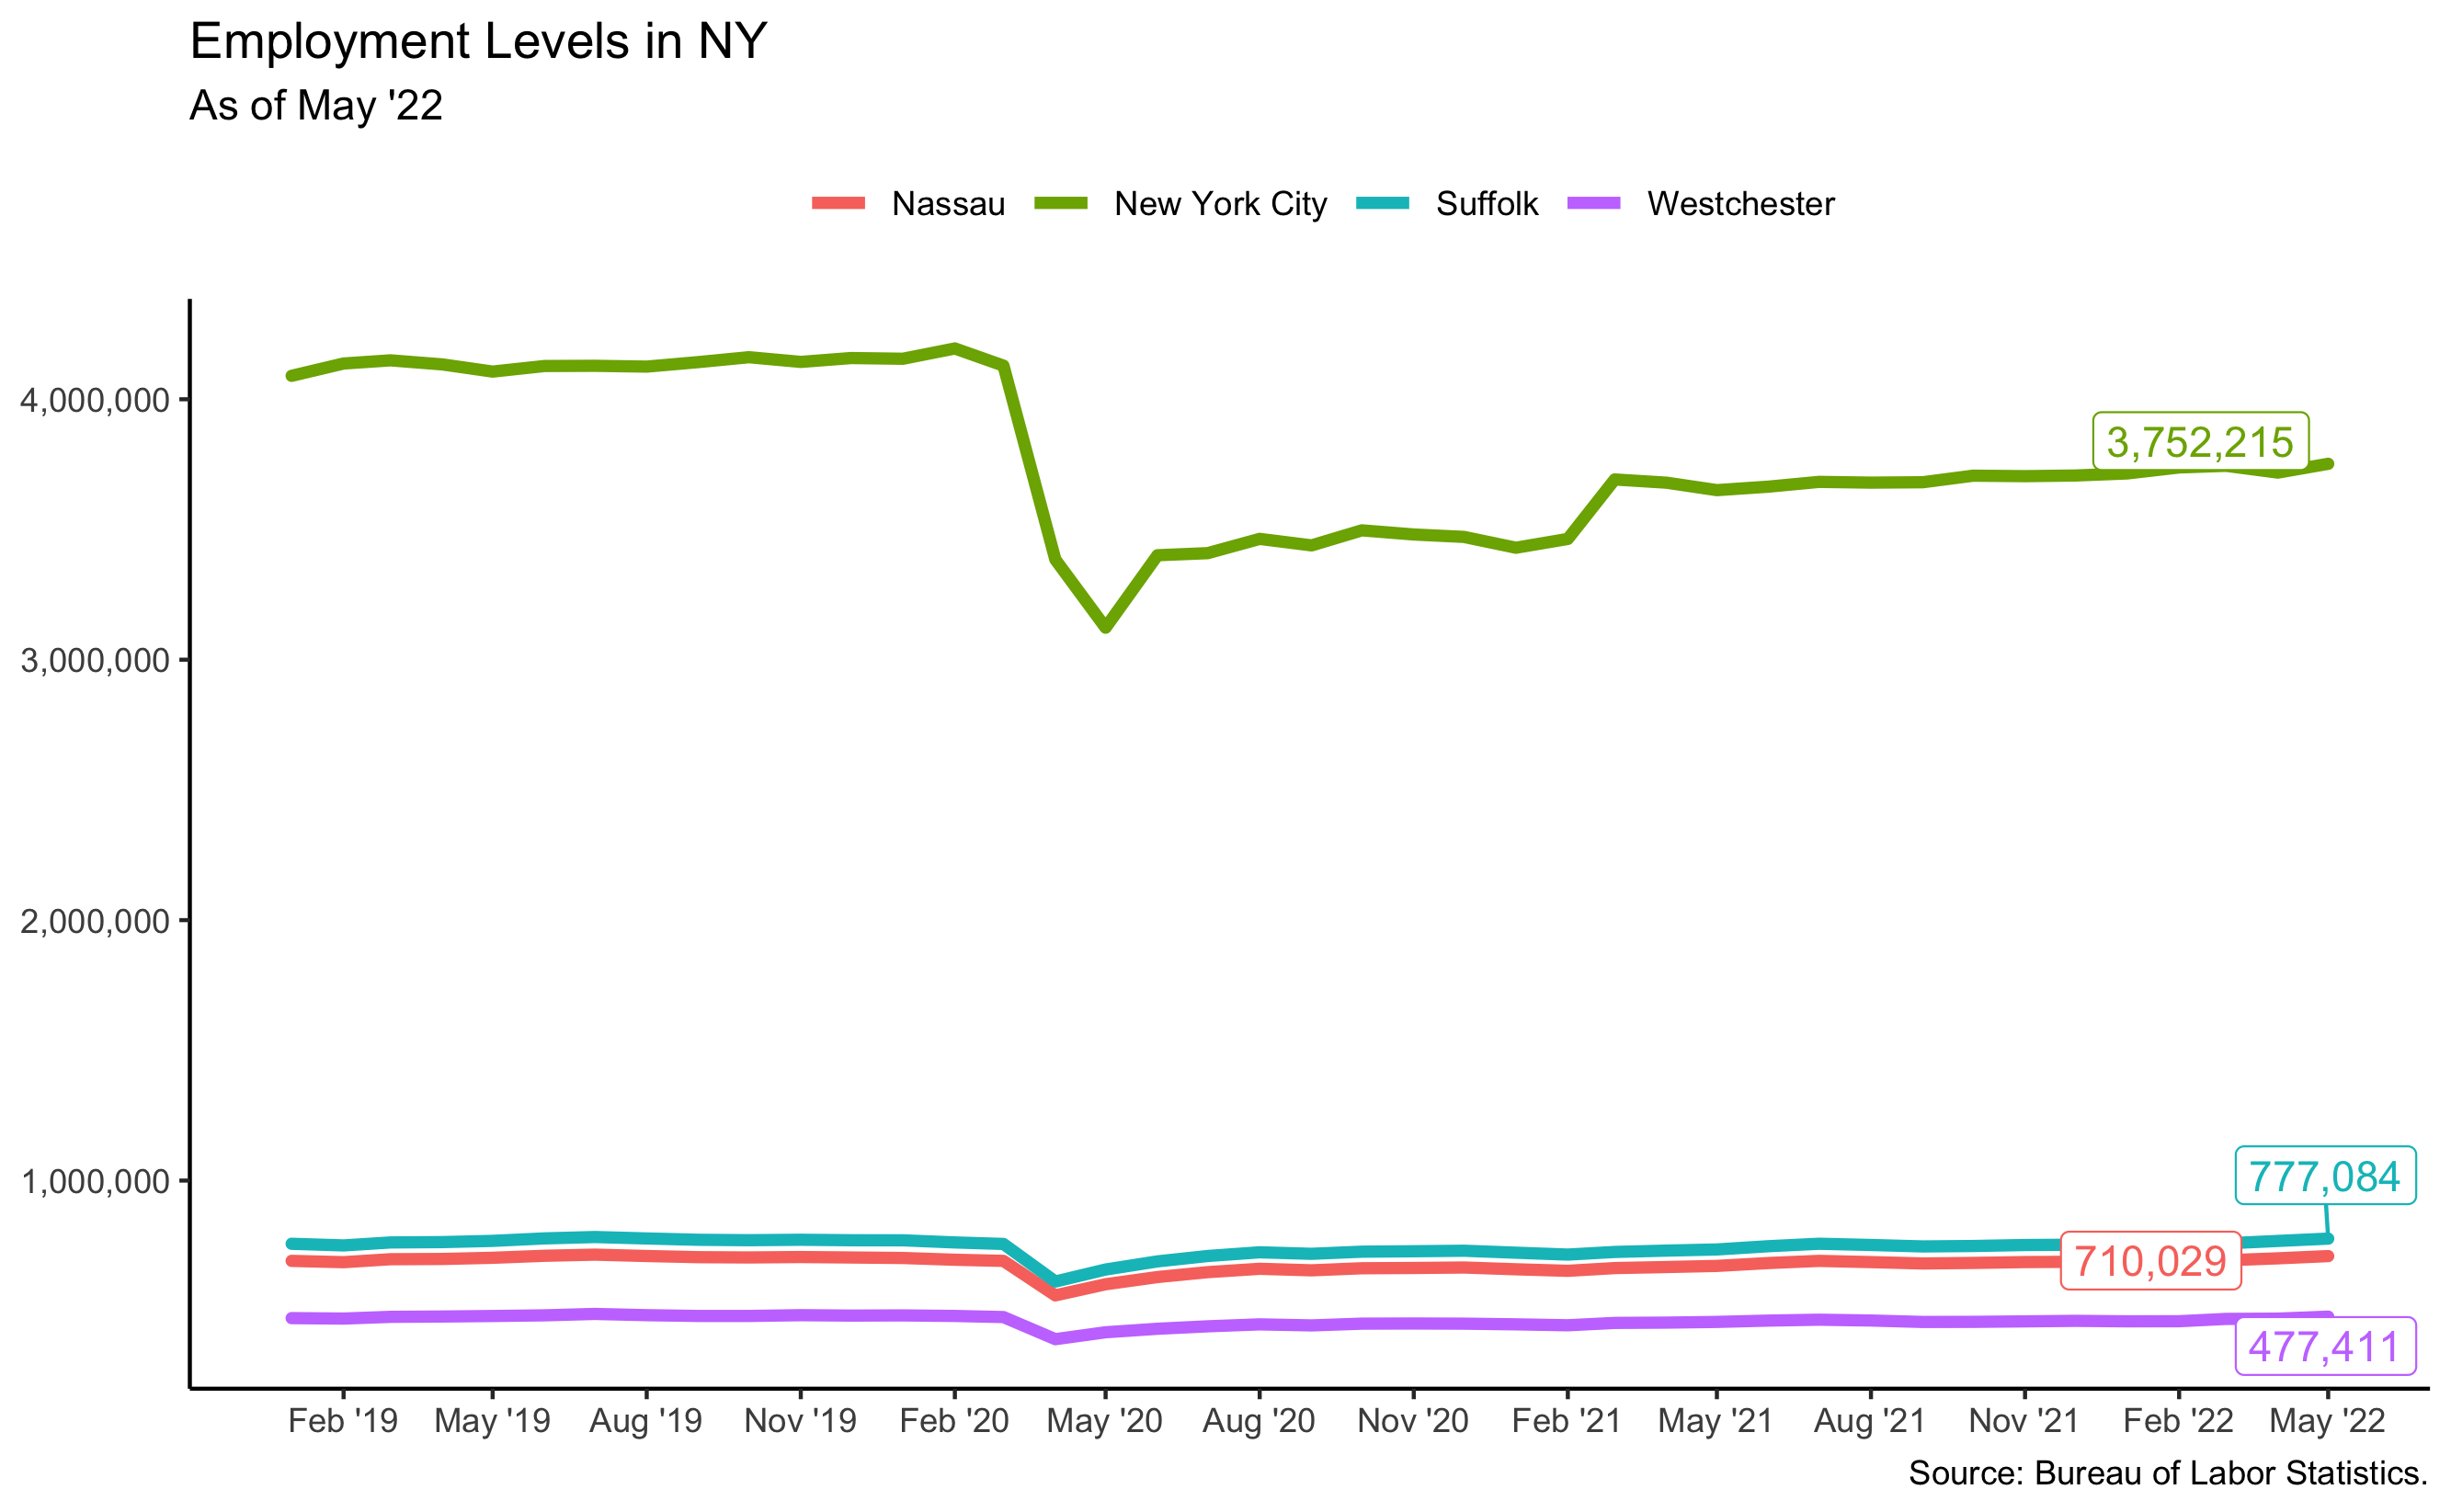 Employment Levels in NY
As of May '22
Nassau New York City Suffolk Westchester
4,000,000
3,752,215
3,000,000
2,000,000
1,000,000
777,084
710,029
477,411
Feb '19 May '19 Aug '19 Nov '19 Feb '20 May '20 Aug '20 Nov '20 Feb '21 May '21 Aug '21 Nov '21 Feb '22 May '22
Source: Bureau of Labor Statistics.